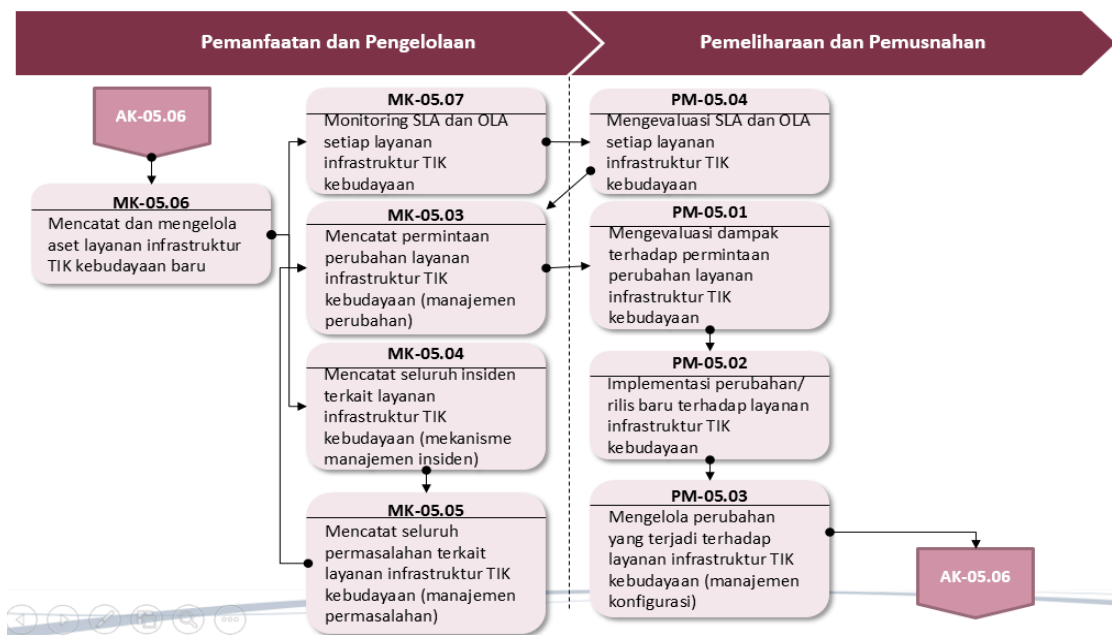 Pemanfaatan dan Pengelolaan
Pemeliharaan dan Pemusnahan
AK-05.06
MK-05.06
Mencatat dan mengelola
aset layanan infrastruktur
TIK kebudayaan baru
MK-05.07
Monitoring SLA dan OLA
setiap layanan
infrastruktur TIK
kebudayaan
MK-05.03
Mencatat permintaan
perubahan layanan
infrastruktur TIK
kebudayaan (manajemen
perubahan)
MK-05.04
Mencatat seluruh insiden
terkait layanan
infrastruktur TIK
kebudayaan (mekanisme
manajemen insiden)
MK-05.05
Mencatat seluruh
permasalahan terkait
layanan infrastruktur TIK
kebudayaan (manajemen
permasalahan)
PM-05.04
Mengevaluasi SLA dan OLA
setiap layanan
infrastruktur TIK
kebudayaan
PM-05.01
Mengevaluasi dampak
terhadap permintaan
perubahan layanan
infrastruktur TIK
kebudayaan
PM-05.02
Implementasi perubahan/
rilis baru terhadap layanan
infrastruktur TIK
kebudayaan
PM-05.03
Mengelola perubahan
yang terjadi terhadap
layanan infrastruktur TIK
kebudayaan (manajemen
konfigurasi)
AK-05.06